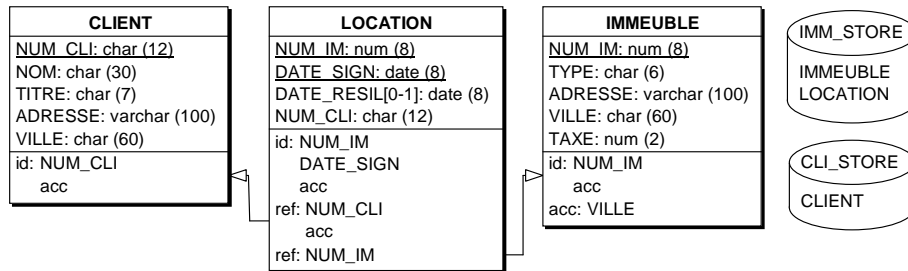 CLIENT
NUM_CLI: char (12)
NOM: char (30)
TITRE: char (7)
ADRESSE: varchar (100)
VILLE: char (60)
id: NUM_CLI
acc
LOCATION
NUM_IM: num (8)
DATE_SIGN: date (8)
DATE_RESIL[0-1]: date (8)
NUM_CLI: char (12)
id: NUM_IM
DATE_SIGN
acc
ref: NUM_CLI
acc
ref: NUM_IM
IMMEUBLE
NUM_IM: num (8)
TYPE: char (6)
ADRESSE: varchar (100)
VILLE: char (60)
TAXE: num (2)
id: NUM_IM
acc
acc: VILLE
IMM_STORE
IMMEUBLE
LOCATION
CLI_STORE
CLIENT